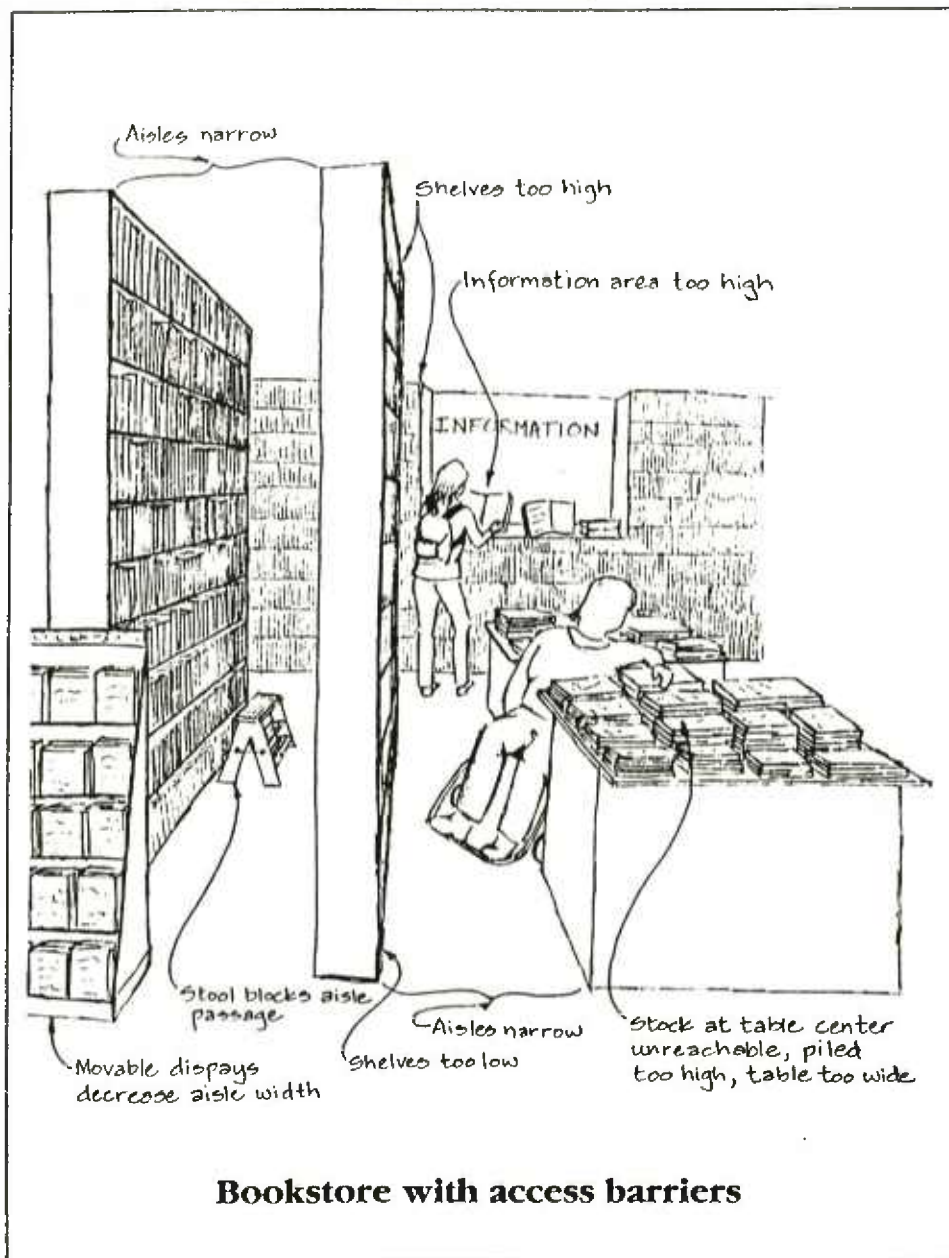 Aisles narrow
Shelves too high
Information area too high
INFORMATION
Stool blocks aisle
passage
Aisles narrow
Stock at table center
unreachable, piled
too high, table too wide
Shelves too low
Movable dispays
decrease aisle width
Bookstore with access barriers